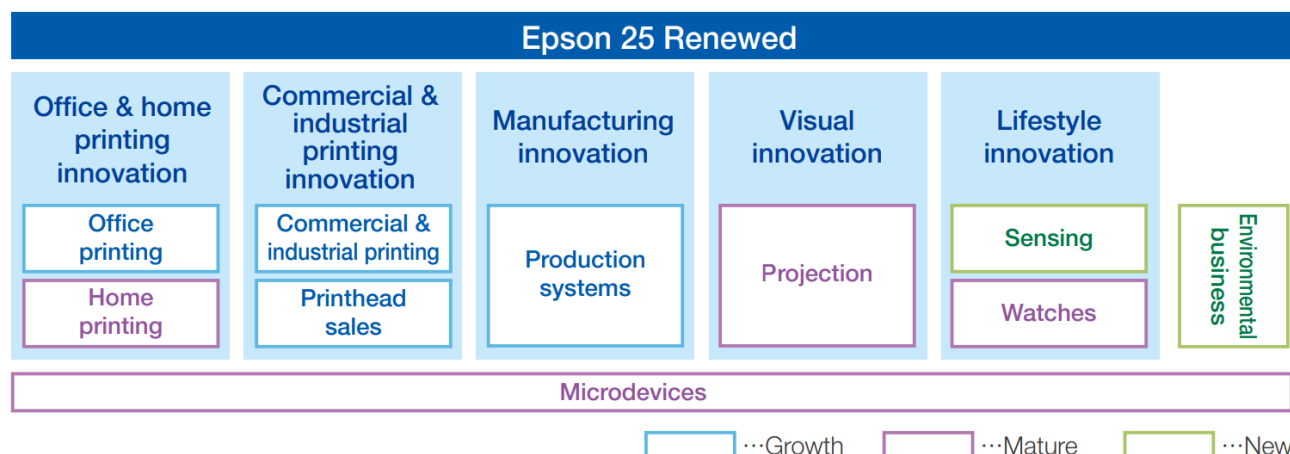 Epson 25 Renewed
Office & home
printing
innovation
Commercial &
industrial
printing
innovation
Manufacturing
innovation
Visual
innovation
Lifestyle
innovation
Office
printing
Home
printing
Commercial &
industrial printing
Printhead
sales
Production
systems
Projection
Sensing
Watches
Environmental
business
Microdevices
…Growth
…Mature
…New